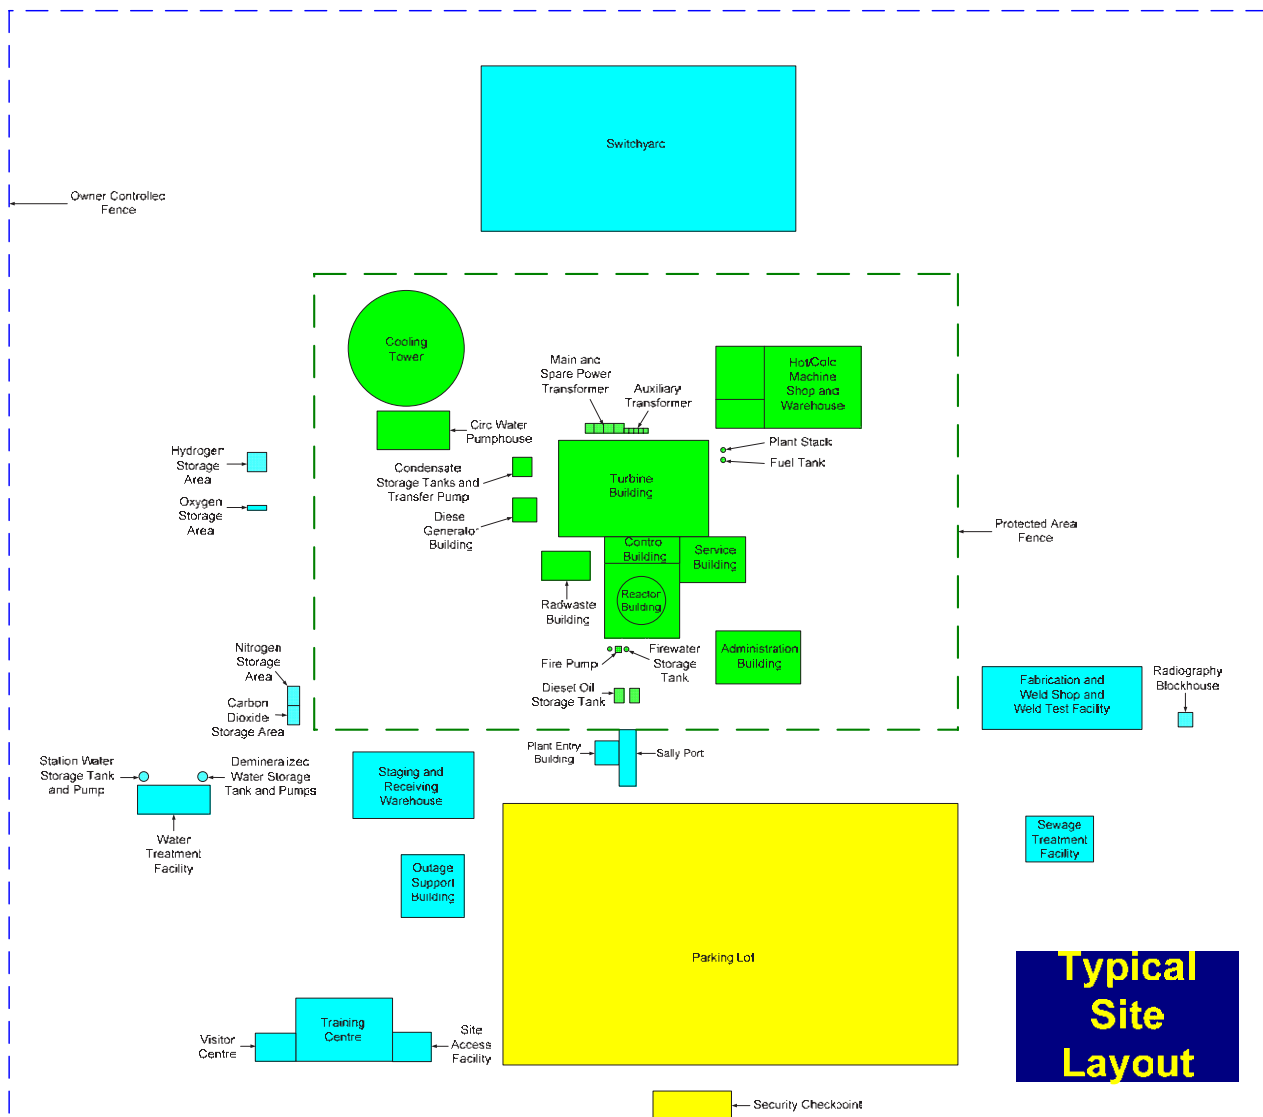 Switchyard
Owner Controlled
Fence
Cooling
Tower
Main and
Spare Power
Transformer
Auxiliary
Transformer
Hot/Cold
Machine
Shop and
Warehouse
Circ Water
Pumphouse
Plant Stack
Fuel Tank
Hydrogen
Storage
Area
Condensate
Storage Tanks and
Transfer Pump
Turbine
Building
Oxygen
Storage
Area
Diesel
Generator
Building
Protected Area
Fence
Control
Building
Service
Building
Radwaste
Building
Reactor
Building
Nitrogen
Storage
Area
Fire Pump
Firewater
Storage
Tank
Administration
Building
Carbon
Dioxide
Storage Area
Diesel Oil
Storage Tank
Fabrication and
Weld Shop and
Weld Test Facility
Radiography
Blockhouse
Plant Entry
Building
Sally Port
Station Water
Storage Tank
and Pump
Demineralized
Water Storage
Tank and Pumps
Staging and
Receiving
Warehouse
Water
Treatment
Facility
Sewage
Treatment
Facility
Outage
Support
Building
Parking Lot
Visitor
Centre
Training
Centre
Site
Access
Facility
Typical
Site
Layout
Security Checkpoint